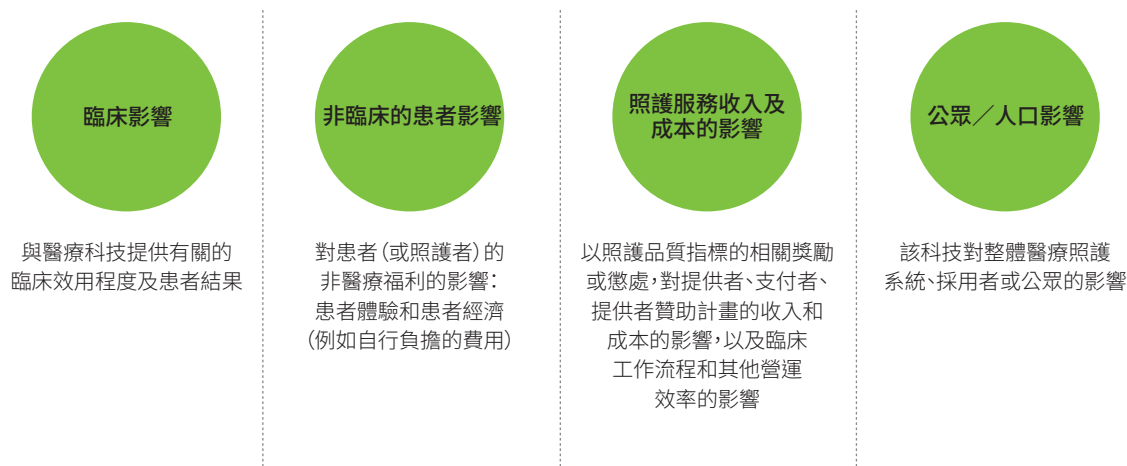 臨床影響
與醫療科技提供有關的
臨床效用程度及患者結果
非臨床的患者影響
對患者(或照護者)的
非醫療福利的影響:
患者體驗和患者經濟
(例如自行負擔的費用)
照護服務收入及
成本的影響
以照護品質指標的相關獎勵
或懲處,對提供者、支付者、
提供者贊助計畫的收入和
成本的影響,以及臨床
工作流程和其他營運
效率的影響
公眾／人口影響
該科技對整體醫療照護
系統、採用者或公眾的影響